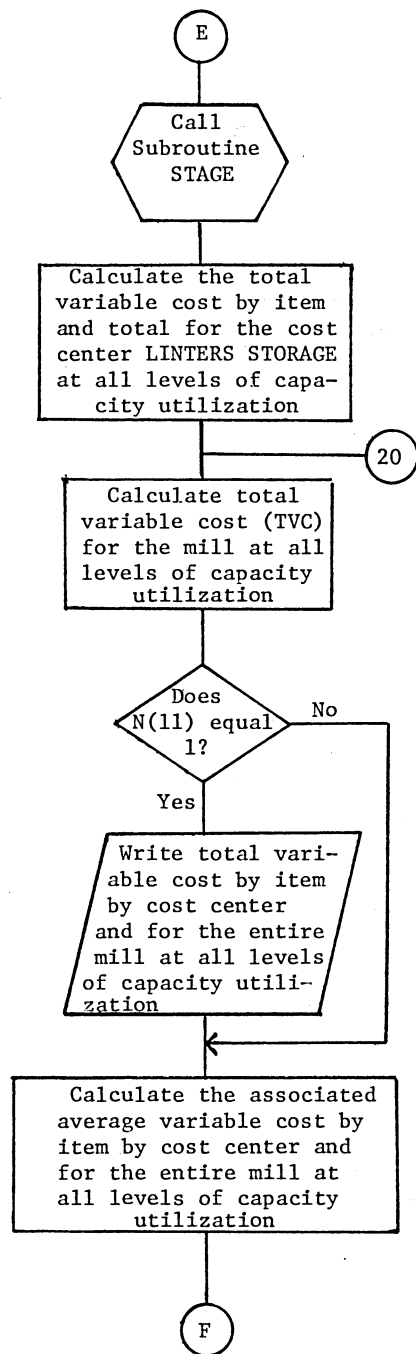 E
Call
Subroutine
STAGE
Calculate the total
variable cost by item
and total for the cost
center LINTERS STORAGE
at all levels of capa-
city utilization
20
Calculate total
variable cost (TVC)
for the mill at all
levels of capacity
utilization
Does
N(11) equal
1?
No
Yes
Write total vari-
able cost by item
by cost center
and for the entire
mill at all levels
of capacity utili-
zation
Calculate the associated
average variable cost by
item by cost center and
for the entire mill at
all levels of capacity
utilization
F